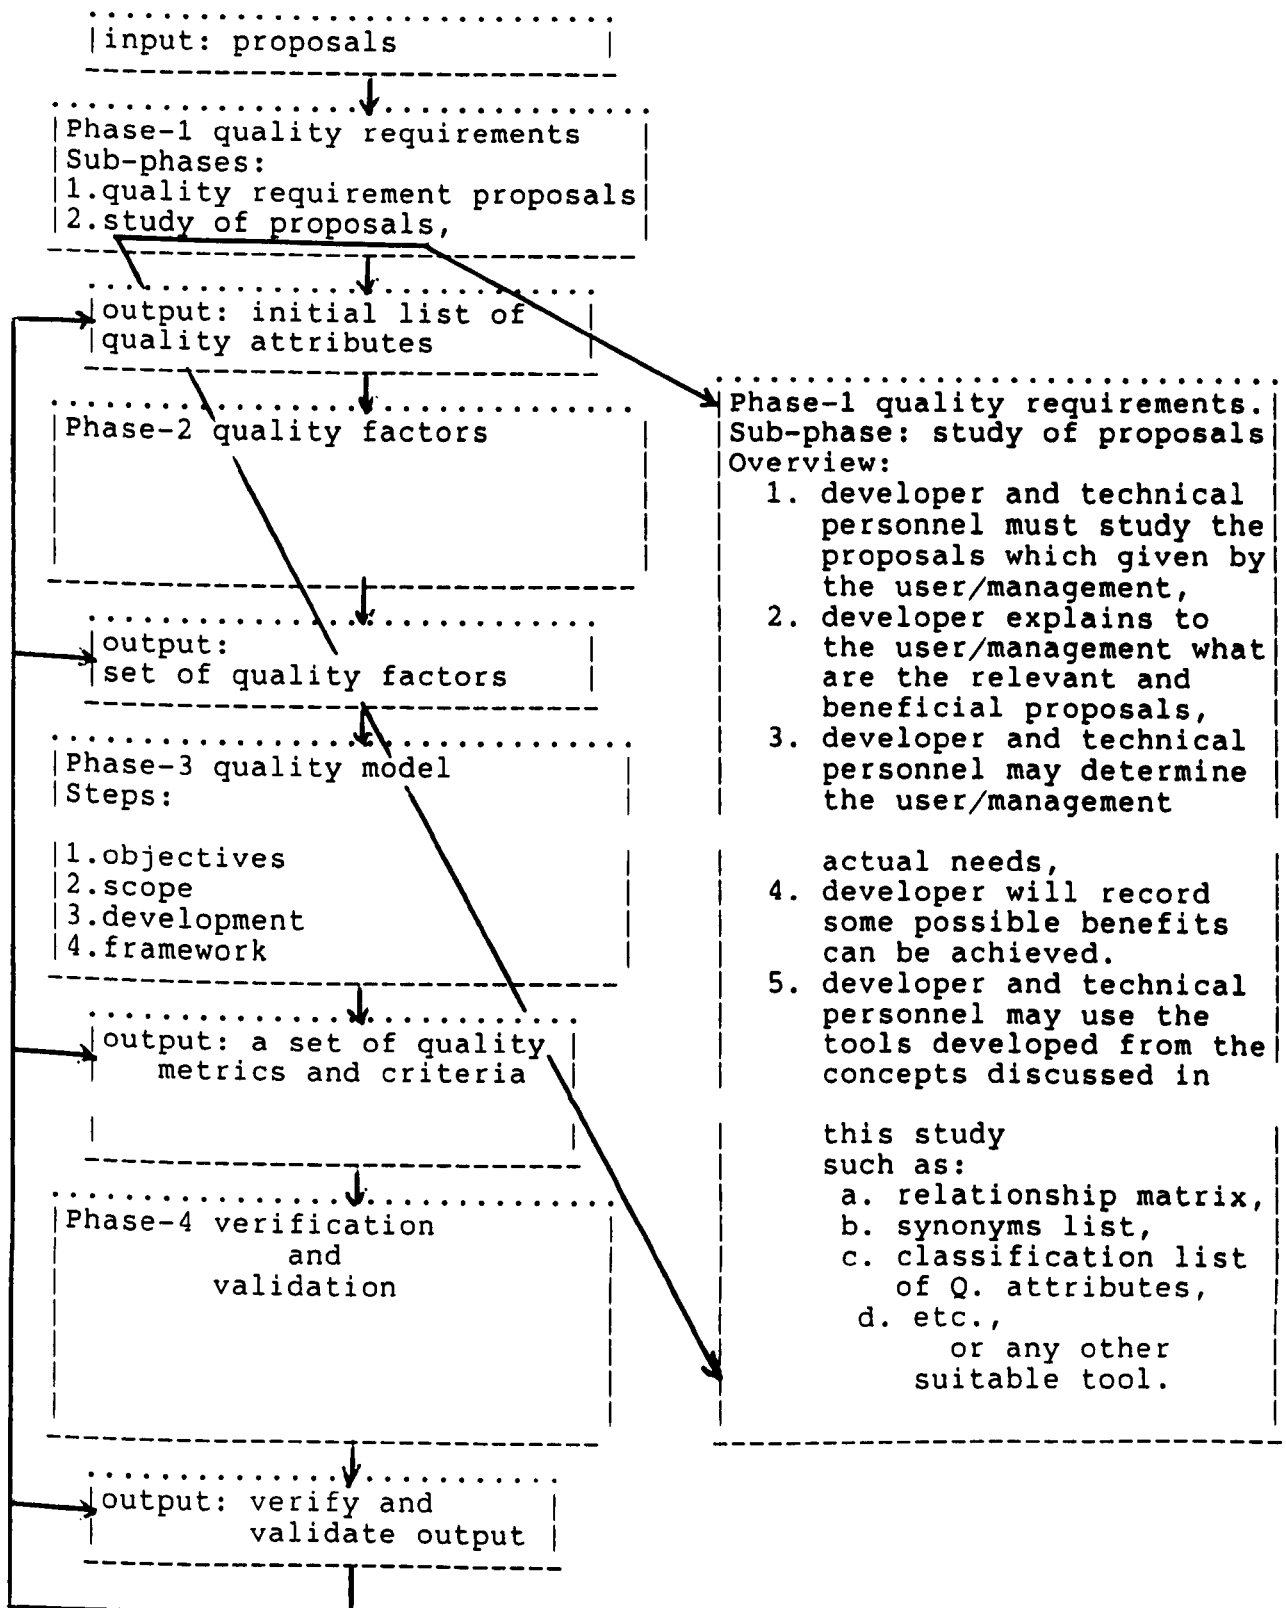 input: proposals
Phase-1 quality requirements
Sub-phases:
1.quality requirement proposals
2.study of proposals,
output: initial list of
quality attributes
Phase-2 quality factors
output:
set of quality factors
Phase-3 quality model
Steps:
1.objectives
2.scope
3.development
4.framework
output: a set of quality
metrics and criteria
Phase-4 verification
and
validation
output: verify and
validate output
Phase-1 quality requirements.
Sub-phase: study of proposals
Overview:
1. developer and technical
personnel must study the
proposals which given by
the user/management,
2. developer explains to
the user/management what
are the relevant and
beneficial proposals,
3. developer and technical
personnel may determine
the user/management
actual needs,
4. developer will record
some possible benefits
can be achieved.
5. developer and technical
personnel may use the
tools developed from the
concepts discussed in
this study
such as:
a. relationship matrix,
b. synonyms list,
c. classification list
of Q. attributes,
d. etc.,
or any other
suitable tool.